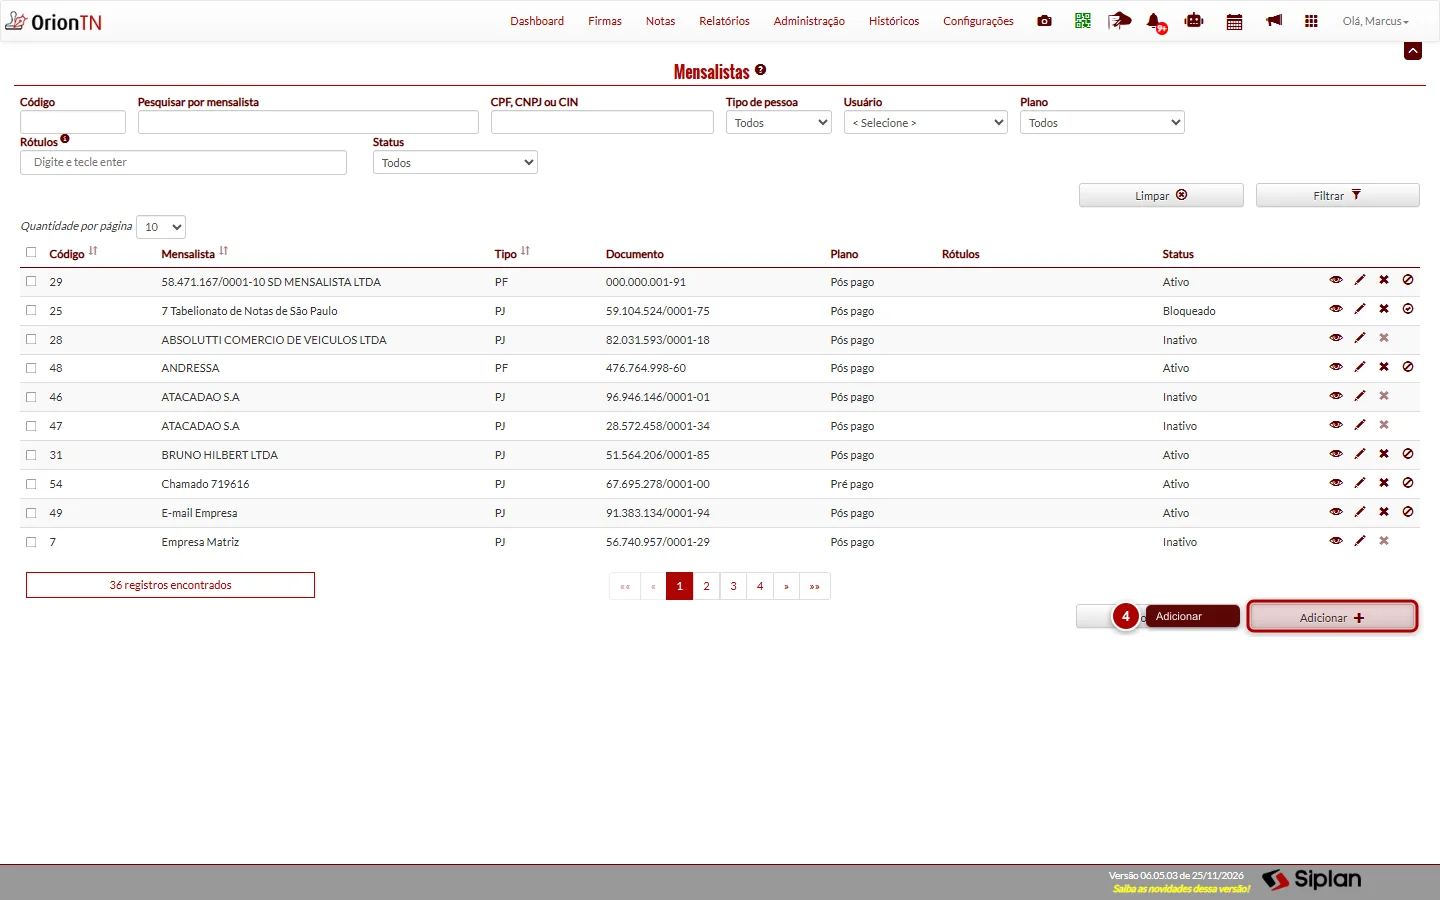 OrionTN
Dashboard Firmas Notas Relatórios Administração Históricos Configurações 9+ Olá, Marcus
Mensalistas
Código Pesquisar por mensalista CPF, CNPJ ou CIN Tipo de pessoa Usuário Plano
Todos < Selecione > Todos
Rótulos Status
Digite e tecle enter Todos
Limpar Filtrar
Quantidade por página 10
Código Mensalista Tipo Documento Plano Rótulos Status
29 58.471.167/0001-10 SD MENSALISTA LTDA PF 000.000.001-91 Pós pago Ativo
25 7 Tabelionato de Notas de São Paulo PJ 59.104.524/0001-75 Pós pago Bloqueado
28 ABSOLUTTI COMERCIO DE VEICULOS LTDA PJ 82.031.593/0001-18 Pós pago Inativo
48 ANDRESSA PF 476.764.998-60 Pós pago Ativo
46 ATACADAO S.A PJ 96.946.146/0001-01 Pós pago Inativo
47 ATACADAO S.A PJ 28.572.458/0001-34 Pós pago Inativo
31 BRUNO HILBERT LTDA PJ 51.564.206/0001-85 Pós pago Ativo
54 Chamado 719616 PJ 67.695.278/0001-00 Pré pago Ativo
49 E-mail Empresa PJ 91.383.134/0001-94 Pós pago Ativo
7 Empresa Matriz PJ 56.740.957/0001-29 Pós pago Inativo
36 registros encontrados «« « 1 2 3 4 » »»
4 Adicionar Adicionar
Versão 06.05.03 de 25/11/2026
Saiba as novidades dessa versão!
Siplan